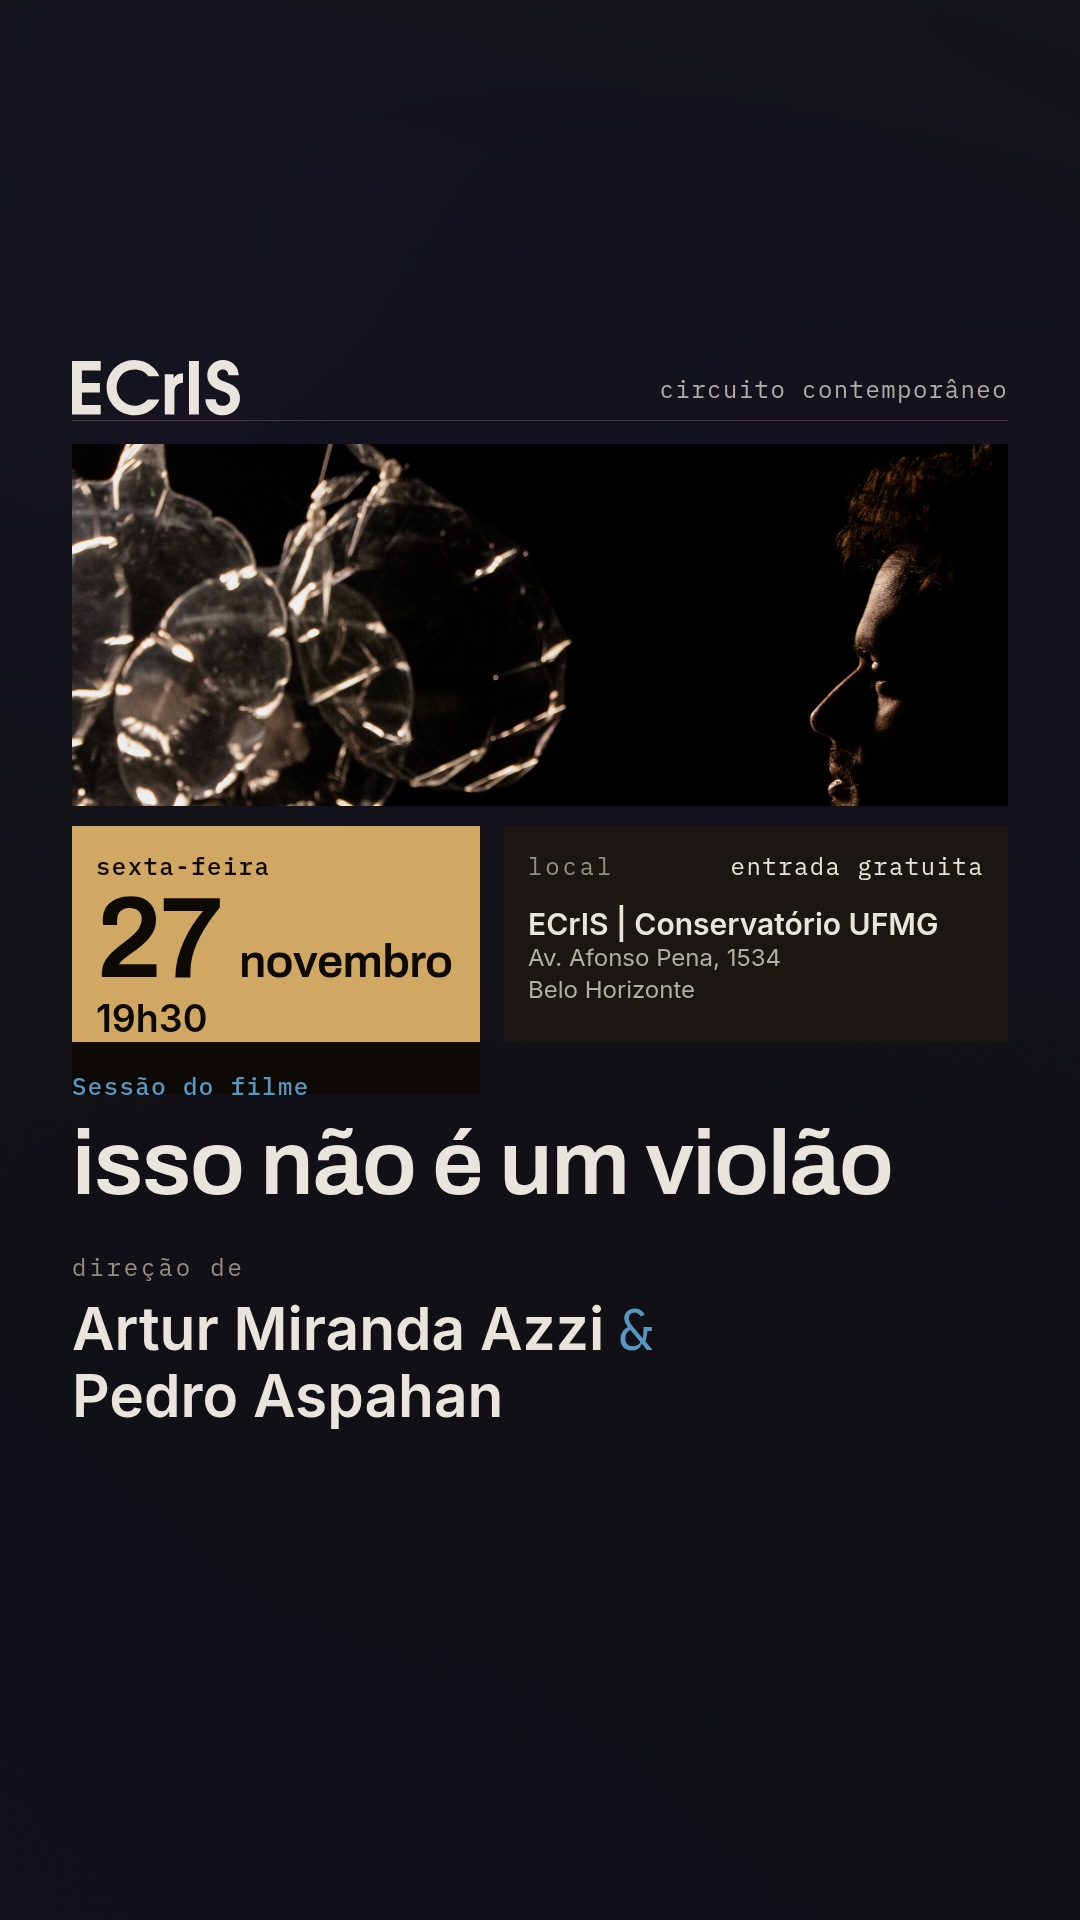 ECrIS
circuito contemporâneo
sexta-feira
27 novembro
19h30
local
entrada gratuita
ECrIS | Conservatório UFMG
Av. Afonso Pena, 1534
Belo Horizonte
Sessão do filme
isso não é um violão
direção de
Artur Miranda Azzi &
Pedro Aspahan